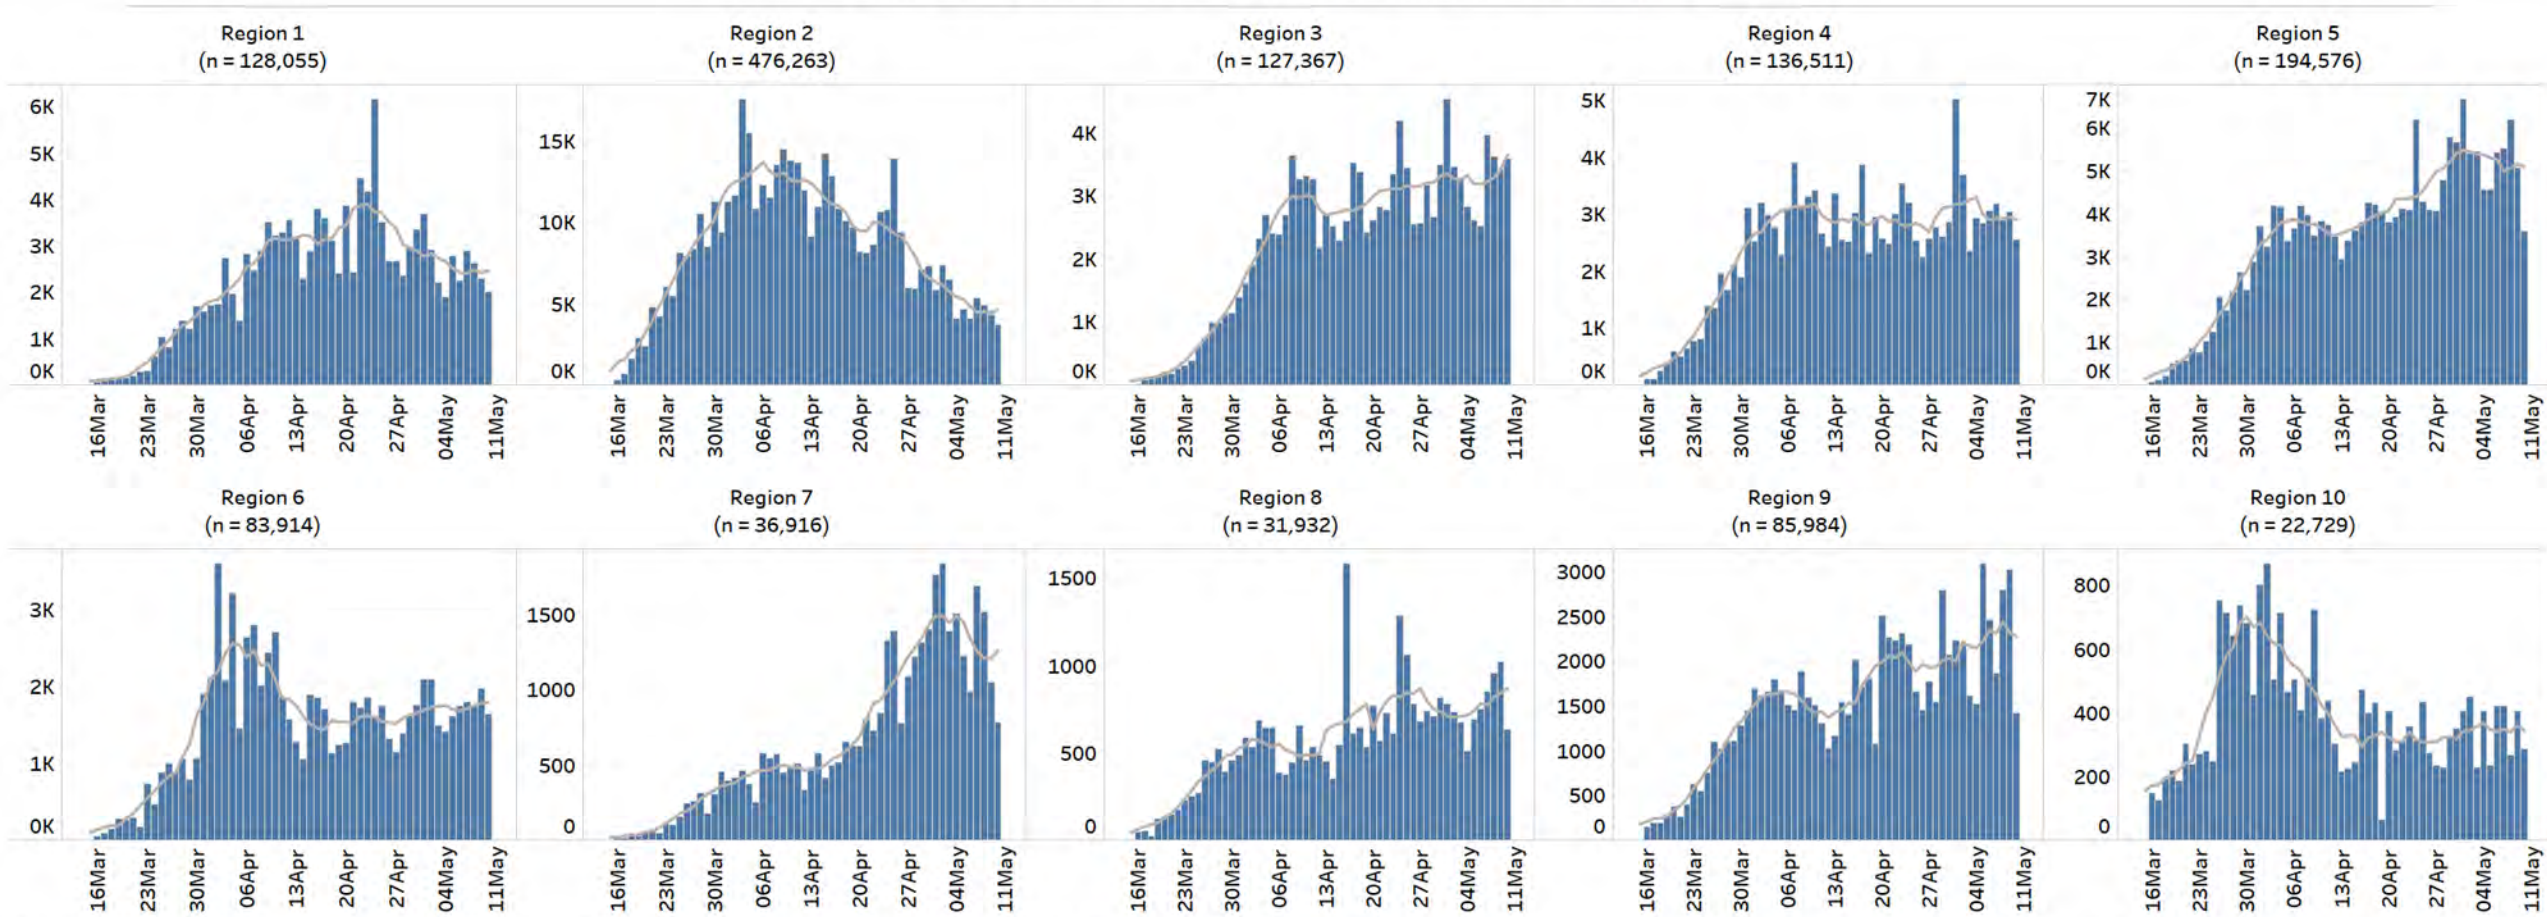 Region 1
(n = 128,055)
6K
5K
4K
3K
2K
1K
0K
16Mar
23Mar
30Mar
06Apr
13Apr
20Apr
27Apr
04May
11May
Region 2
(n = 476,263)
15K
10K
5K
0K
16Mar
23Mar
30Mar
06Apr
13Apr
20Apr
27Apr
04May
11May
Region 3
(n = 127,367)
4K
3K
2K
1K
0K
16Mar
23Mar
30Mar
06Apr
13Apr
20Apr
27Apr
04May
11May
Region 4
(n = 136,511)
5K
4K
3K
2K
1K
0K
16Mar
23Mar
30Mar
06Apr
13Apr
20Apr
27Apr
04May
11May
Region 5
(n = 194,576)
7K
6K
5K
4K
3K
2K
1K
0K
16Mar
23Mar
30Mar
06Apr
13Apr
20Apr
27Apr
04May
11May
Region 6
(n = 83,914)
3K
2K
1K
0K
16Mar
23Mar
30Mar
06Apr
13Apr
20Apr
27Apr
04May
11May
Region 7
(n = 36,916)
1500
1000
500
0
16Mar
23Mar
30Mar
06Apr
13Apr
20Apr
27Apr
04May
11May
Region 8
(n = 31,932)
1500
1000
500
0
16Mar
23Mar
30Mar
06Apr
13Apr
20Apr
27Apr
04May
11May
Region 9
(n = 85,984)
3000
2500
2000
1500
1000
500
0
16Mar
23Mar
30Mar
06Apr
13Apr
20Apr
27Apr
04May
11May
Region 10
(n = 22,729)
800
600
400
200
0
16Mar
23Mar
30Mar
06Apr
13Apr
20Apr
27Apr
04May
11May